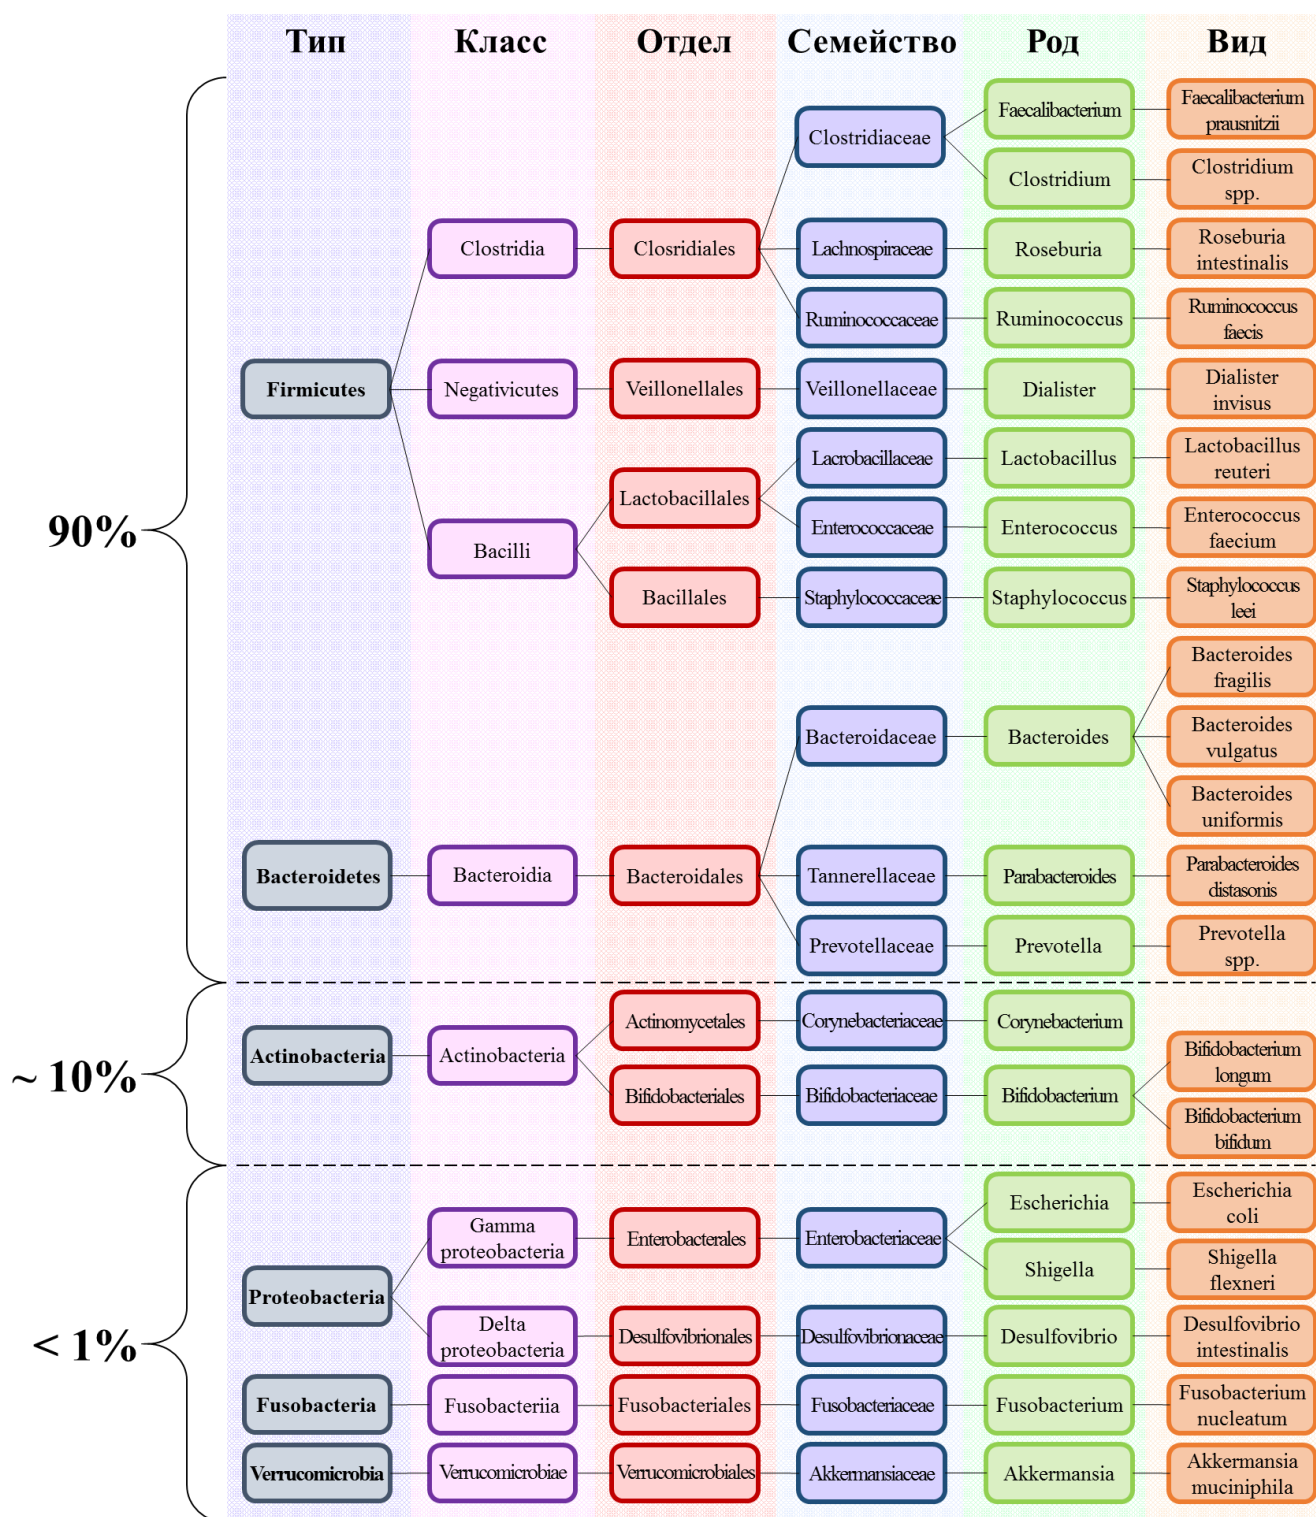 Тип
Класс
Отдел
Семейство
Род
Вид
90%
Firmicutes
Clostridia
Closridiales
Clostridiaceae
Faecalibacterium
Faecalibacterium
prausnitzii
Clostridium
Clostridium
spp.
Lachnospiraceae
Roseburia
Roseburia
intestinalis
Ruminococcaceae
Ruminococcus
Ruminococcus
faecis
Negativicutes
Veillonellales
Veillonellaceae
Dialister
Dialister
invisus
Bacilli
Lactobacillales
Lacrobacillaceae
Lactobacillus
Lactobacillus
reuteri
Enterococcaceae
Enterococcus
Enterococcus
faecium
Bacillales
Staphylococcaceae
Staphylococcus
Staphylococcus
leei
Bacteroidetes
Bacteroidia
Bacteroidales
Bacteroidaceae
Bacteroides
Bacteroides
fragilis
Bacteroides
vulgatus
Bacteroides
uniformis
Tannerellaceae
Parabacteroides
Parabacteroides
distasonis
Prevotellaceae
Prevotella
Prevotella
spp.
~ 10%
Actinobacteria
Actinobacteria
Actinomycetales
Corynebacteriaceae
Corynebacterium
Bifidobacteriales
Bifidobacteriaceae
Bifidobacterium
Bifidobacterium
longum
Bifidobacterium
bifidum
< 1%
Proteobacteria
Gamma
proteobacteria
Enterobacterales
Enterobacteriaceae
Escherichia
Escherichia
coli
Shigella
Shigella
flexneri
Delta
proteobacteria
Desulfovibrionales
Desulfovibrionaceae
Desulfovibrio
Desulfovibrio
intestinalis
Fusobacteria
Fusobacteriia
Fusobacteriales
Fusobacteriaceae
Fusobacterium
Fusobacterium
nucleatum
Verrucomicrobia
Verrucomicrobiae
Verrucomicrobiales
Akkermansiaceae
Akkermansia
Akkermansia
muciniphila